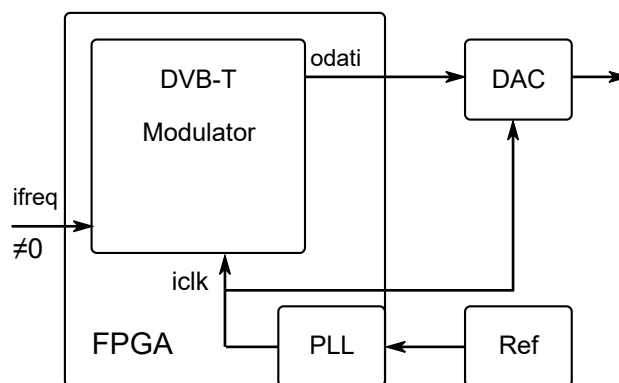 DVB-T
Modulator
odati
DAC
ifreq
≠0
iclk
FPGA
PLL
Ref